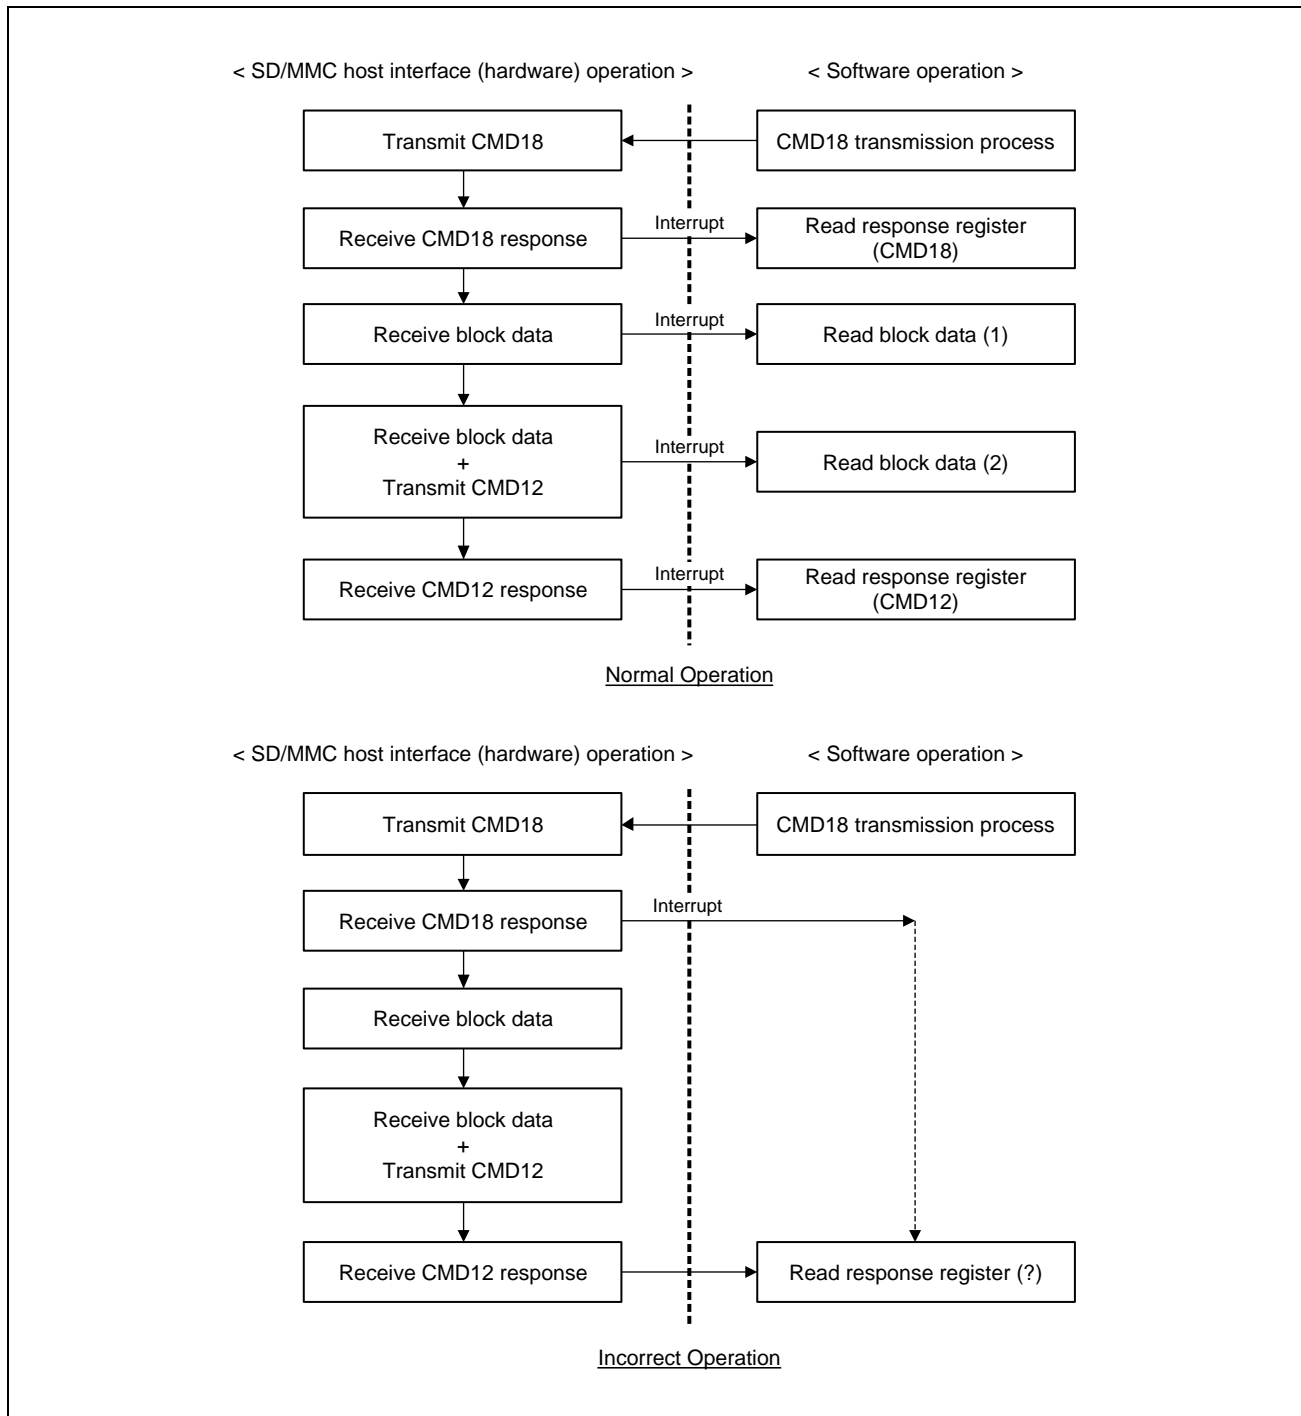 < SD/MMC host interface (hardware) operation >
< Software operation >
Transmit CMD18
CMD18 transmission process
Receive CMD18 response
Interrupt
Read response register
(CMD18)
Receive block data
Interrupt
Read block data (1)
Receive block data
+
Transmit CMD12
Interrupt
Read block data (2)
Receive CMD12 response
Interrupt
Read response register
(CMD12)
Normal Operation
< SD/MMC host interface (hardware) operation >
< Software operation >
Transmit CMD18
CMD18 transmission process
Receive CMD18 response
Interrupt
Receive block data
Receive block data
+
Transmit CMD12
Receive CMD12 response
Read response register (?)
Incorrect Operation